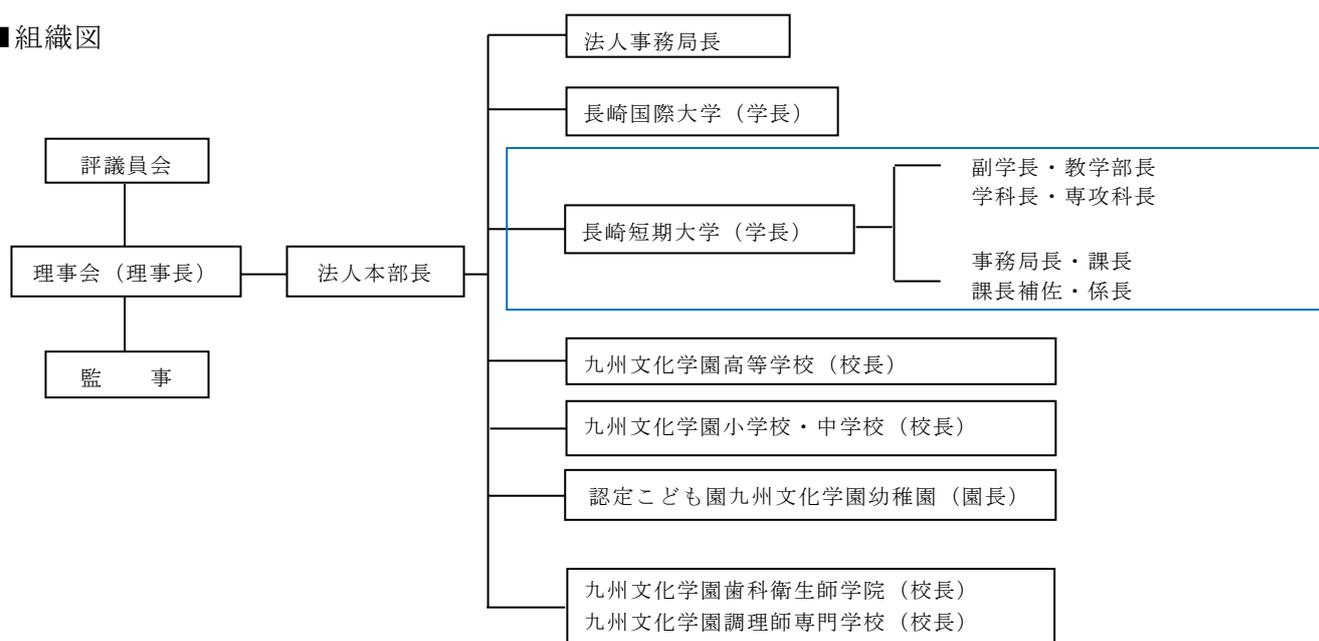 ■組織図
法人事務局長
長崎国際大学（学長）
評議員会
副学長・教学部長
学科長・専攻科長
長崎短期大学（学長）
理事会（理事長）
法人本部長
事務局長・課長
課長補佐・係長
監　　事
九州文化学園高等学校（校長）
九州文化学園小学校・中学校（校長）
認定こども園九州文化学園幼稚園（園長）
九州文化学園歯科衛生師学院（校長）
九州文化学園調理師専門学校（校長）